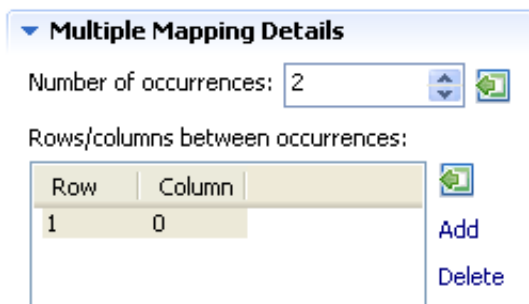 Multiple Mapping Details
Number of occurrences: 2
Rows/columns between occurrences:
Row Column
1 0
Add
Delete